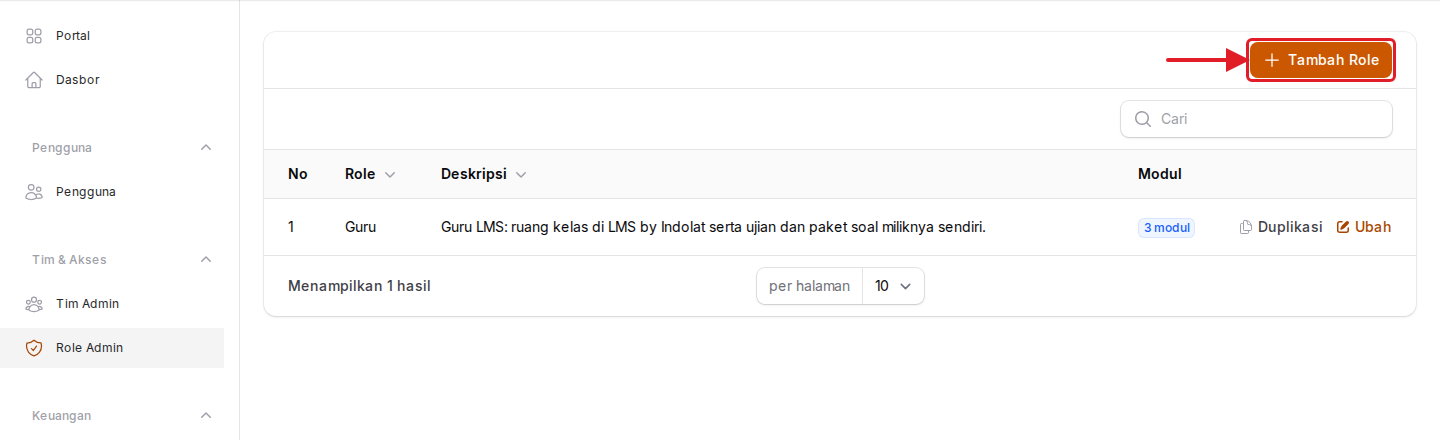 Portal
Dasbor
Pengguna
Pengguna
Tim & Akses
Tim Admin
Role Admin
Keuangan
Tambah Role
Cari
No Role Deskripsi Modul
1 Guru Guru LMS: ruang kelas di LMS by Indolat serta ujian dan paket soal miliknya sendiri. 3 modul Duplikasi Ubah
Menampilkan 1 hasil per halaman 10